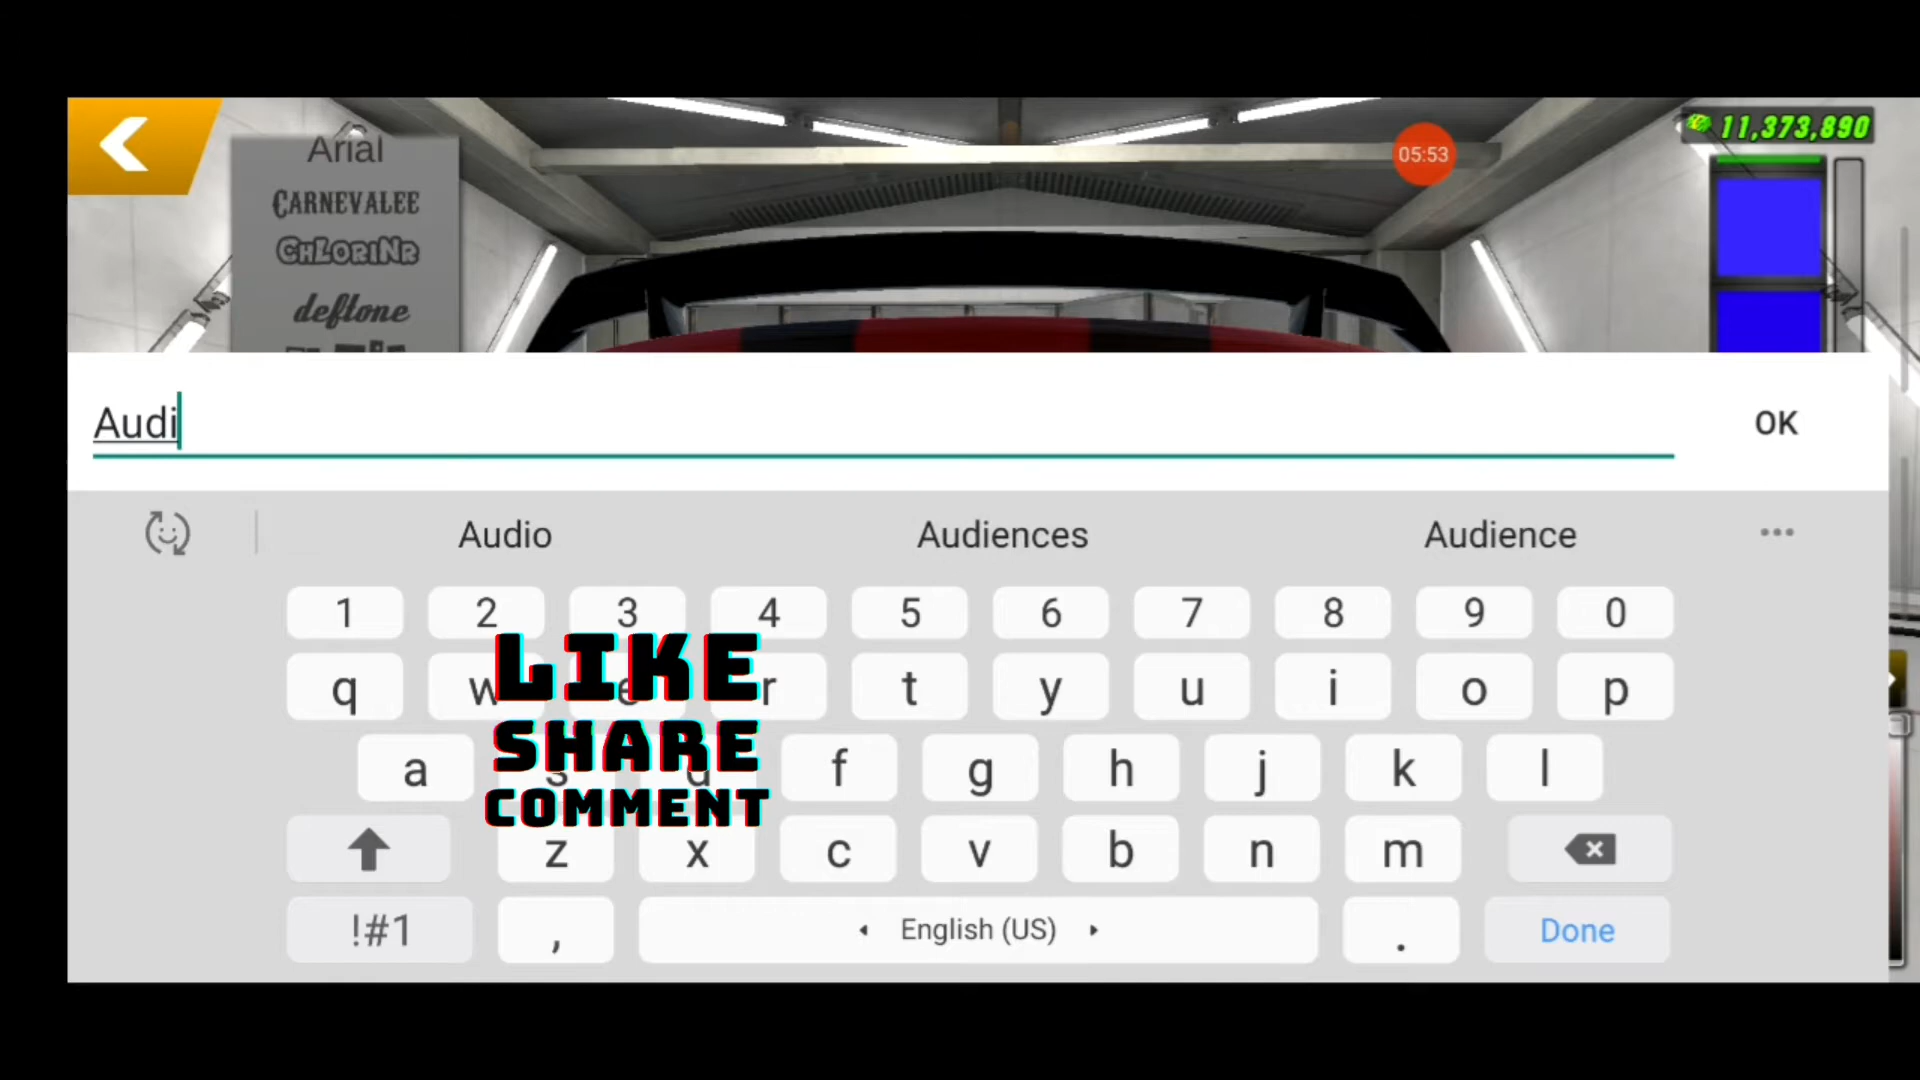 Arial
11,373,890
05:53
CARNEVALEE
CHLORINR
deftone
Audi
OK
Audio Audiences Audience
1 2 3 4 5 6 7 8 9 0
q w e r t y u i o p
LIKE
a s d f g h j k l
SHARE
COMMENT
z x c v b n m
!#1 , English (US) . Done